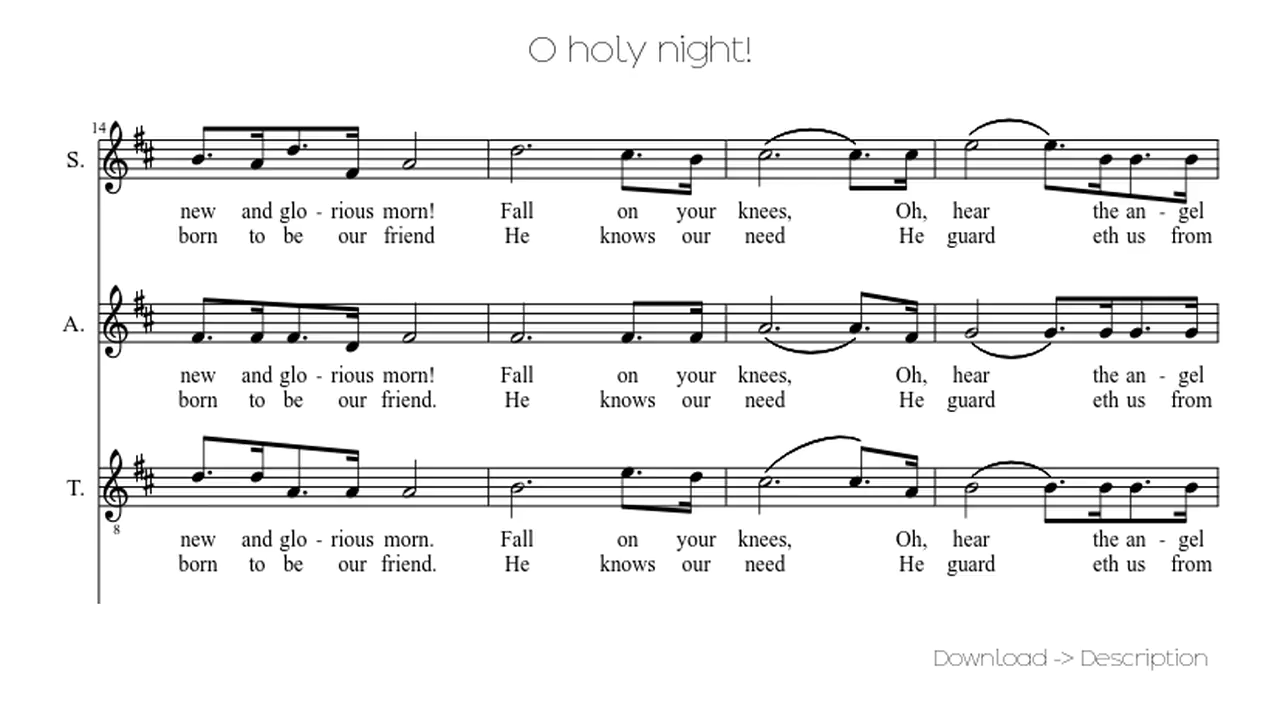 O holy night!
14
S.
new and glo - rious morn! Fall on your knees, Oh, hear the an - gel
born to be our friend He knows our need He guard eth us from
A.
new and glo - rious morn! Fall on your knees, Oh, hear the an - gel
born to be our friend. He knows our need He guard eth us from
T.
8
new and glo - rious morn. Fall on your knees, Oh, hear the an - gel
born to be our friend. He knows our need He guard eth us from
Download -> Description